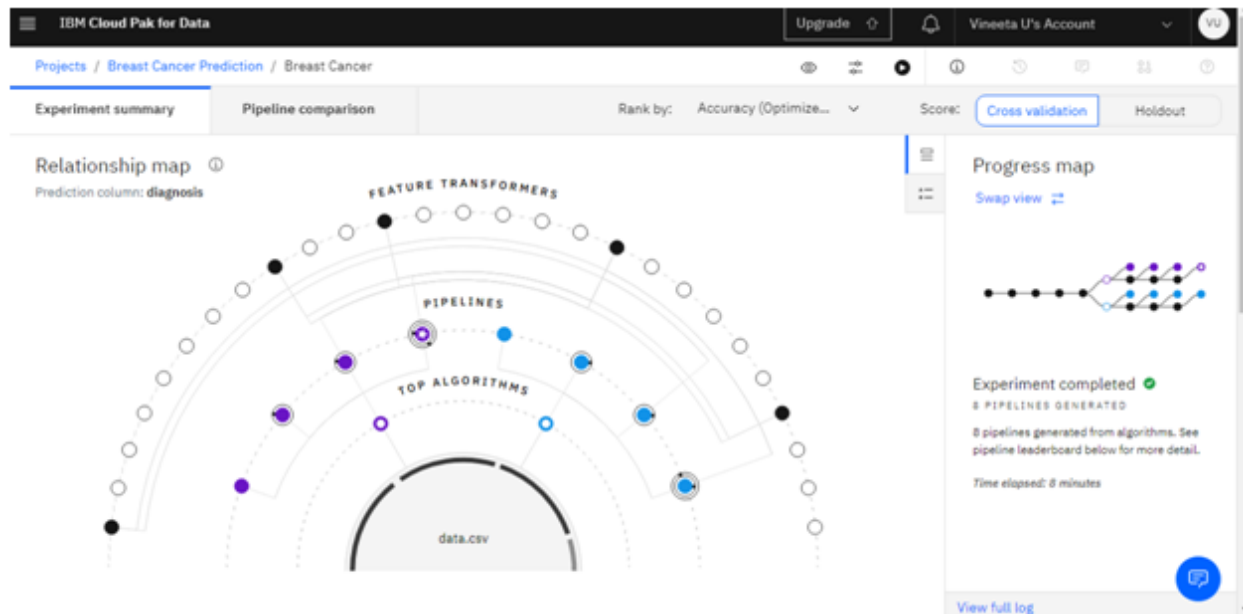 IBM Cloud Pak for Data
Upgrade
Vineeta U's Account
VU
Projects / Breast Cancer Prediction / Breast Cancer
Experiment summary
Pipeline comparison
Rank by:
Accuracy (Optimize...
Score:
Cross validation
Holdout
Relationship map
Prediction column: diagnosis
FEATURE TRANSFORMERS
PIPELINES
TOP ALGORITHMS
data.csv
Progress map
Swap view
Experiment completed
8 PIPELINES GENERATED
8 pipelines generated from algorithms. See
pipeline leaderboard below for more detail.
Time elapsed: 8 minutes
View full log